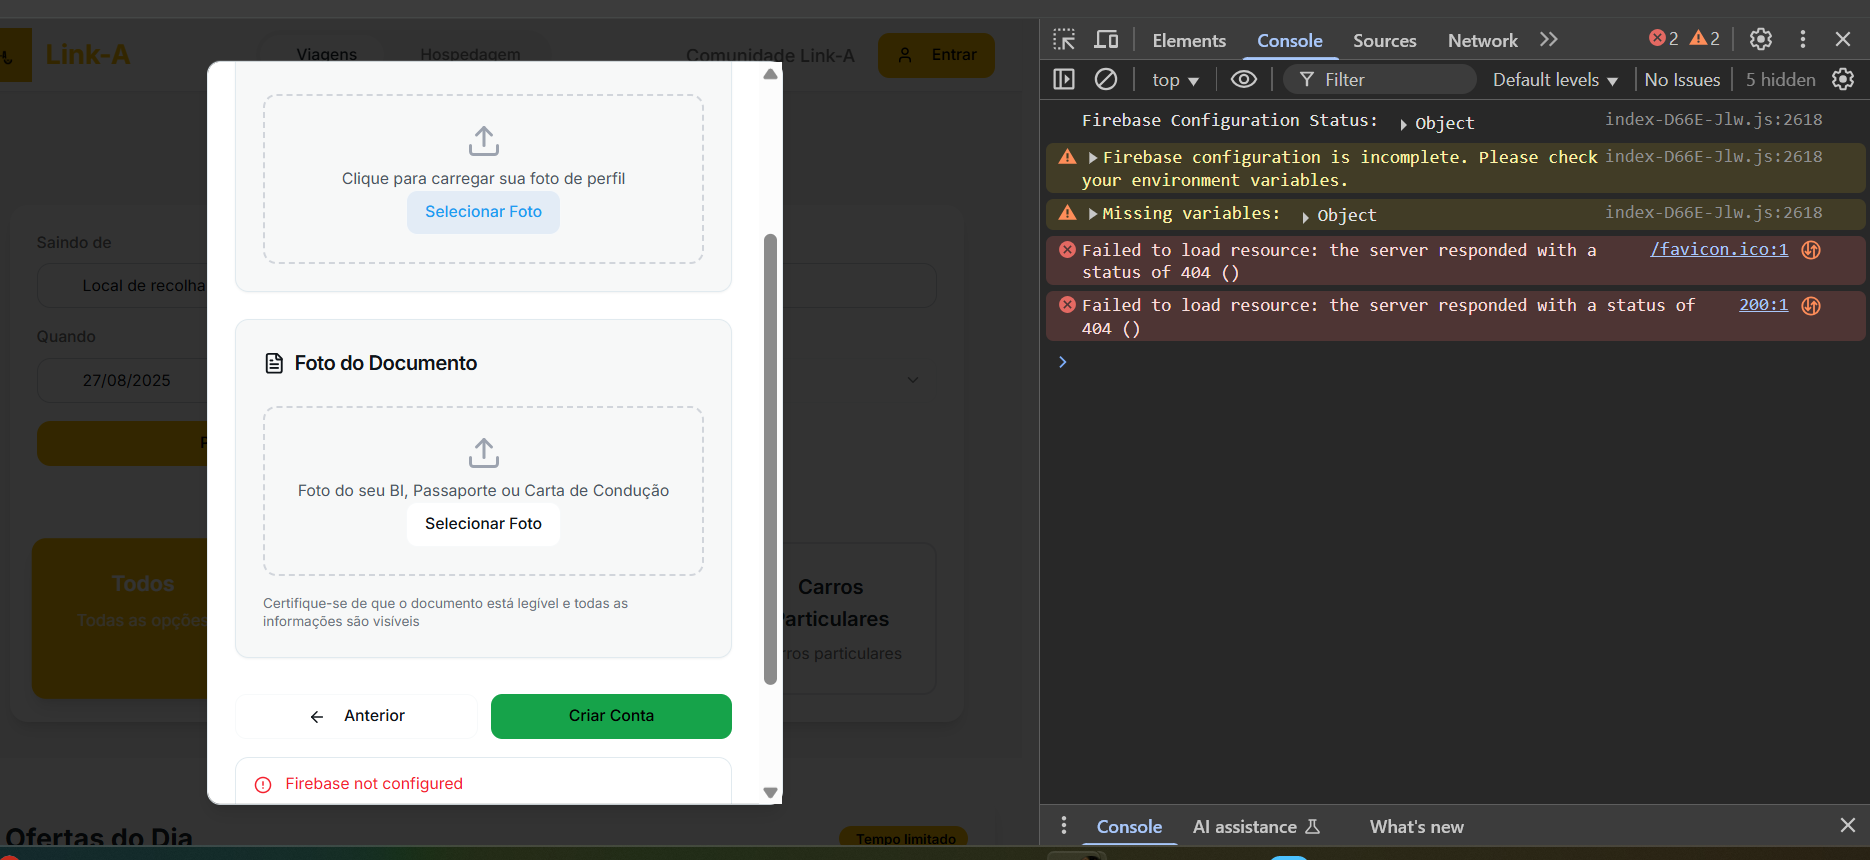 Link-A
Viagens
Hospedagem
Comunidade Link-A
Entrar
Saindo de
Local de recolha
Quando
27/08/2025
Todos
Todas as opções
Carros
Particulares
Ofertas do Dia
Tempo limitado
Clique para carregar sua foto de perfil
Selecionar Foto
Foto do Documento
Foto do seu BI, Passaporte ou Carta de Condução
Selecionar Foto
Certifique-se de que o documento está legível e todas as
informações são visíveis
Anterior
Criar Conta
Firebase not configured
Elements
Console
Sources
Network
2
2
top
Filter
Default levels
No Issues
5 hidden
Firebase Configuration Status: Object index-D66E-Jlw.js:2618
Firebase configuration is incomplete. Please check index-D66E-Jlw.js:2618
your environment variables.
Missing variables: Object index-D66E-Jlw.js:2618
Failed to load resource: the server responded with a /favicon.ico:1
status of 404 ()
Failed to load resource: the server responded with a status of 200:1
404 ()
Console
AI assistance
What's new